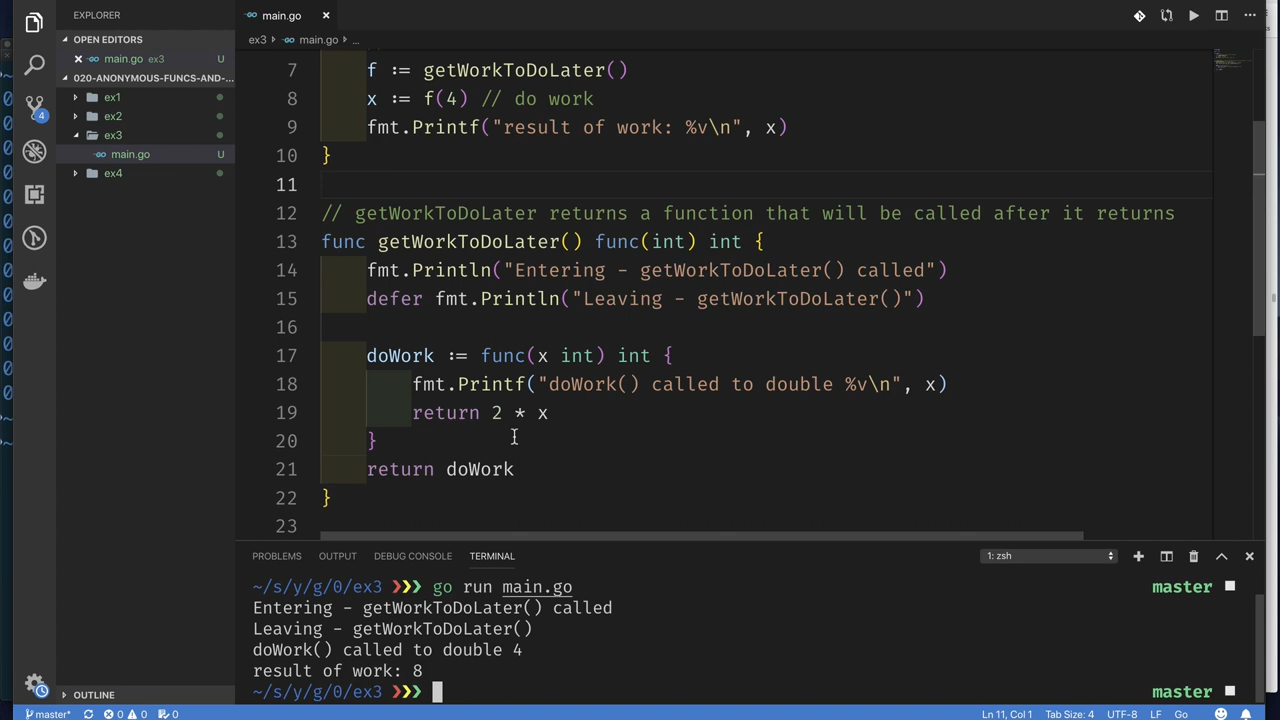 EXPLORER
OPEN EDITORS
main.go ex3 U
020-ANONYMOUS-FUNCS-AND-...
ex1
ex2
ex3
main.go U
ex4
OUTLINE
main.go
ex3 main.go ...
7 f := getWorkToDoLater()
8 x := f(4) // do work
9 fmt.Printf("result of work: %v\n", x)
10 }
11
12 // getWorkToDoLater returns a function that will be called after it returns
13 func getWorkToDoLater() func(int) int {
14 fmt.Println("Entering - getWorkToDoLater() called")
15 defer fmt.Println("Leaving - getWorkToDoLater()")
16
17 doWork := func(x int) int {
18 fmt.Printf("doWork() called to double %v\n", x)
19 return 2 * x
20 }
21 return doWork
22 }
23
PROBLEMS OUTPUT DEBUG CONSOLE TERMINAL 1: zsh
~/s/y/g/0/ex3 ❯❯❯ go run main.go master
Entering - getWorkToDoLater() called
Leaving - getWorkToDoLater()
doWork() called to double 4
result of work: 8
~/s/y/g/0/ex3 ❯❯❯ master
4
master* 0 0 0 Ln 11, Col 1 Tab Size: 4 UTF-8 LF Go